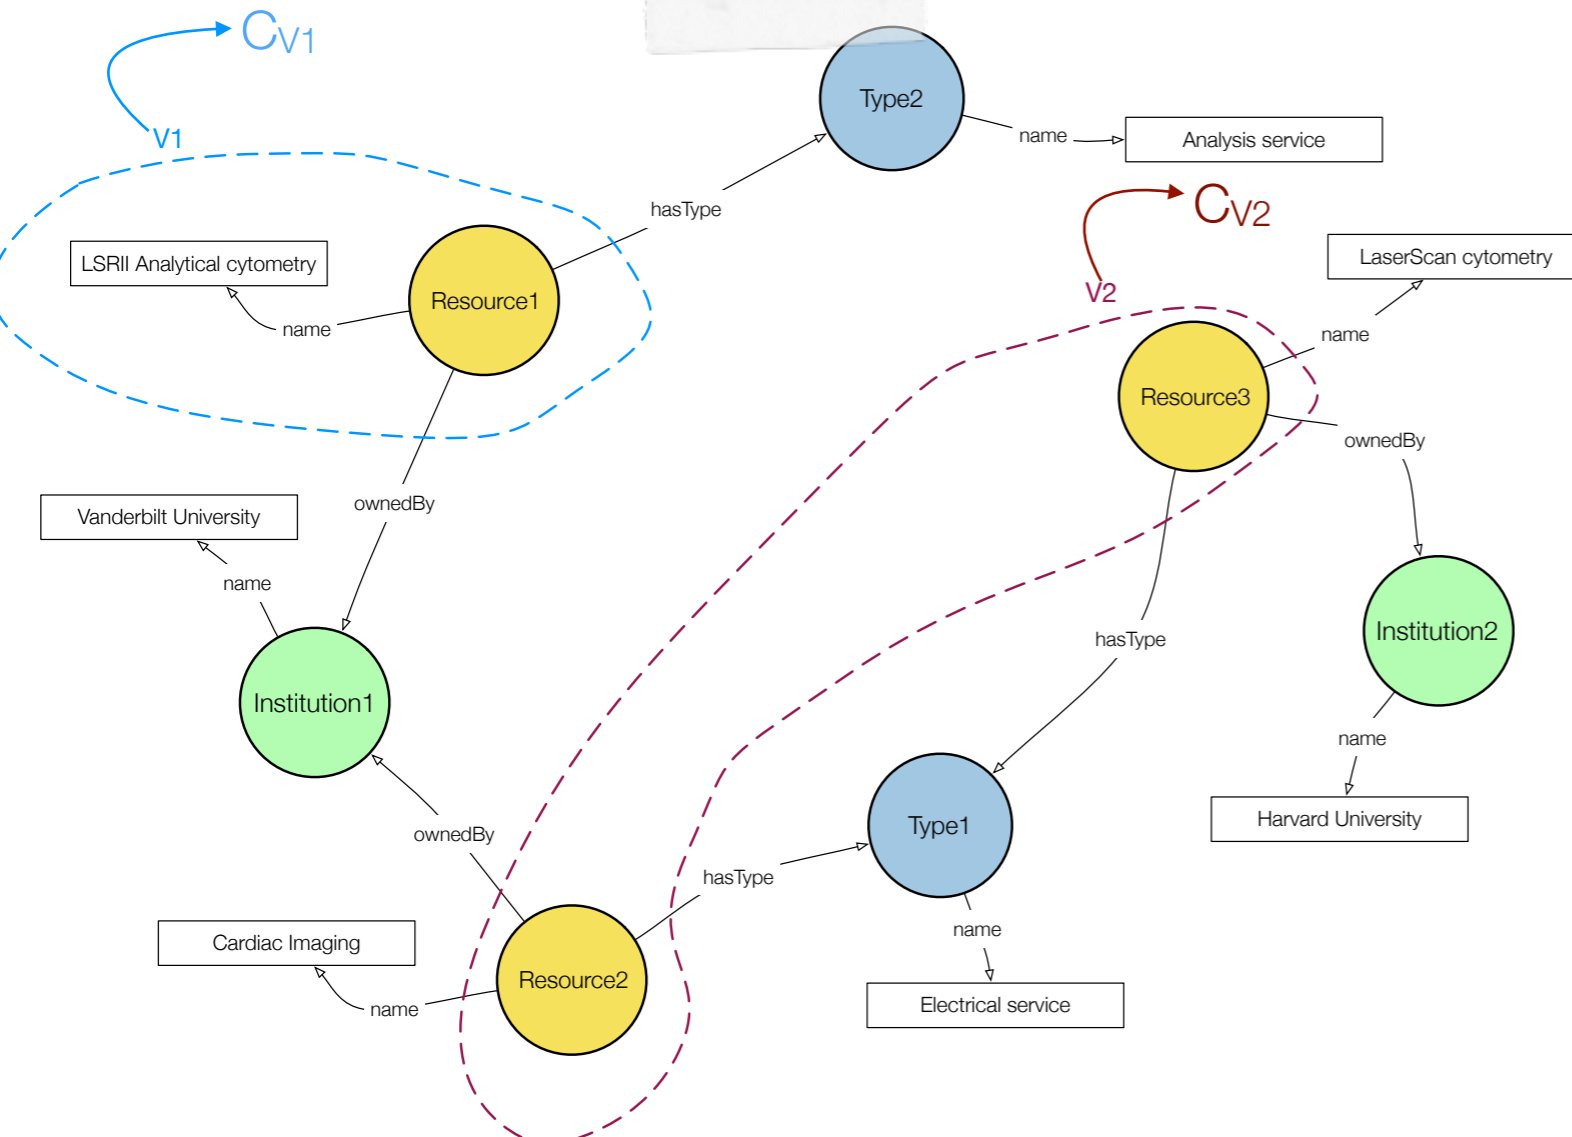 CV1
V1
Type2
name
Analysis service
hasType
CV2
LSRII Analytical cytometry
Resource1
LaserScan cytometry
V2
name
name
Resource3
ownedBy
ownedBy
Vanderbilt University
name
hasType
Institution2
Institution1
name
Type1
Harvard University
ownedBy
hasType
name
Cardiac Imaging
Resource2
name
Electrical service